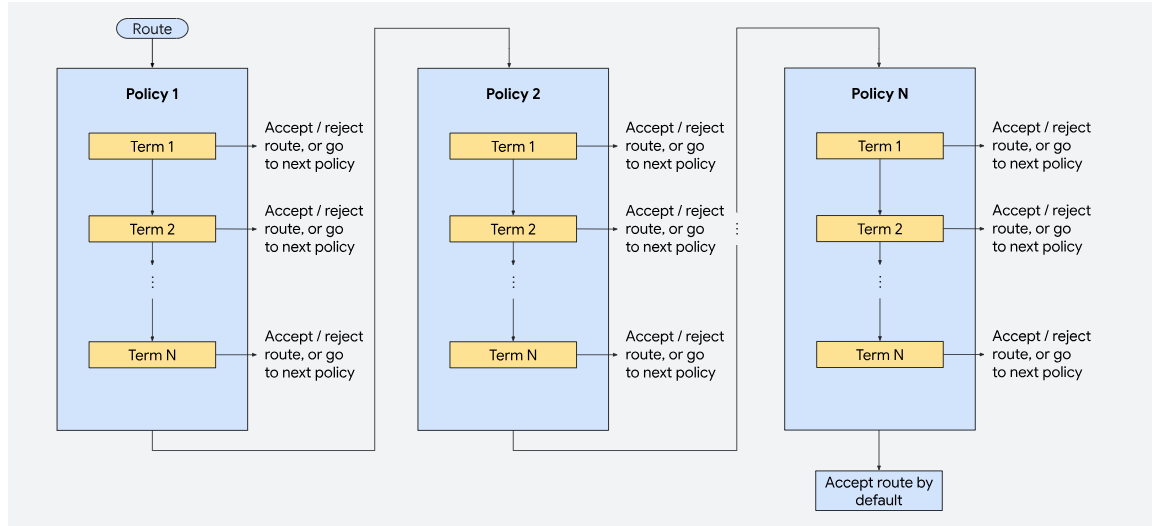 Route
Policy 1
Term 1
Accept / reject
route, or go
to next policy
Term 2
Accept / reject
route, or go
to next policy
⋮
Term N
Accept / reject
route, or go
to next policy
Policy 2
Term 1
Accept / reject
route, or go
to next policy
Term 2
Accept / reject
route, or go
to next policy
⋮
Term N
Accept / reject
route, or go
to next policy
⋮
Policy N
Term 1
Accept / reject
route, or go
to next policy
Term 2
Accept / reject
route, or go
to next policy
⋮
Term N
Accept / reject
route, or go
to next policy
Accept route by
default